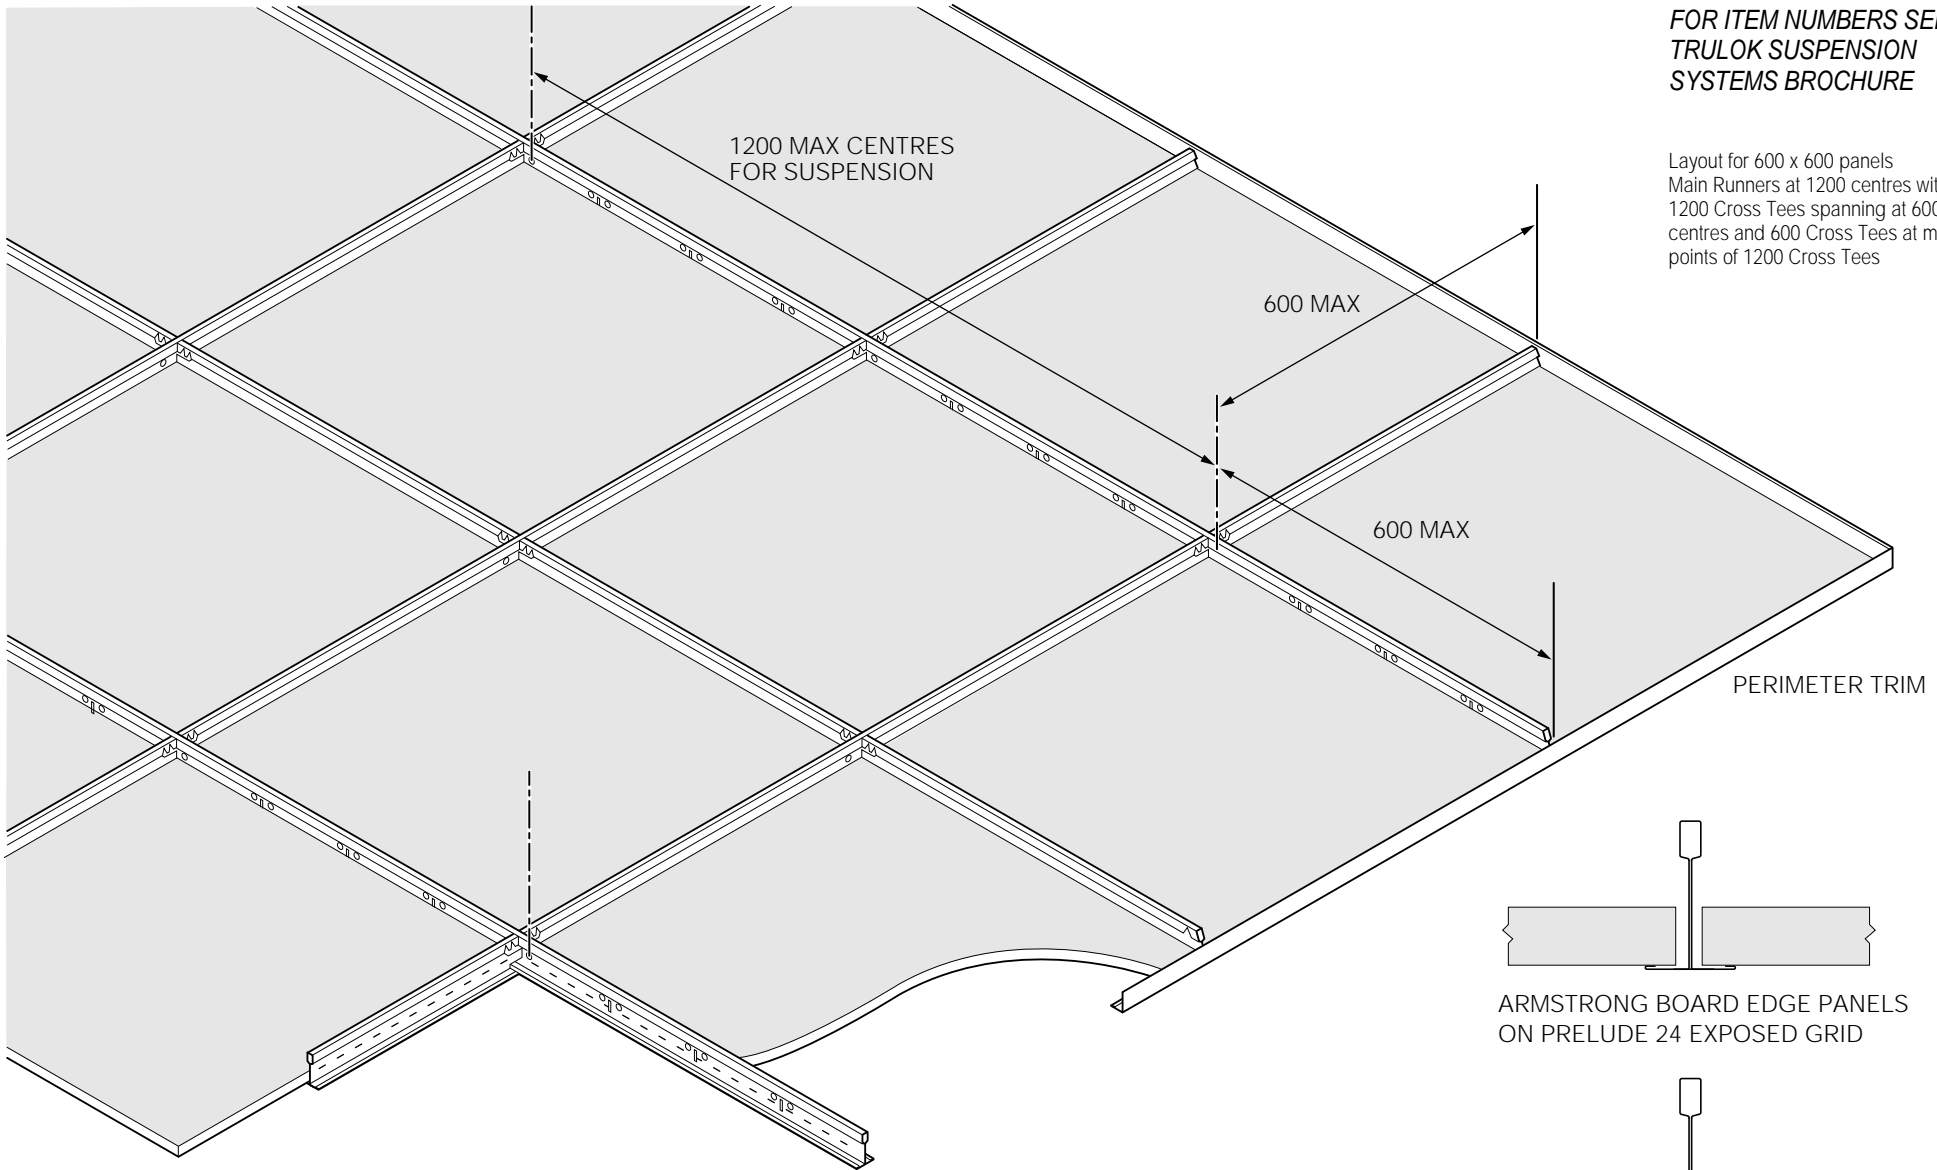 FOR ITEM NUMBERS
TRULOK SUSPENSION
SYSTEMS BROCHURE
1200 MAX CENTRES
FOR SUSPENSION
Layout for 600 x 600 panels
Main Runners at 1200 centres
1200 Cross Tees spanning at 600
centres and 600 Cross Tees at
points of 1200 Cross Tees
600 MAX
600 MAX
PERIMETER TRIM
ARMSTRONG BOARD EDGE PANELS
ON PRELUDE 24 EXPOSED GRID